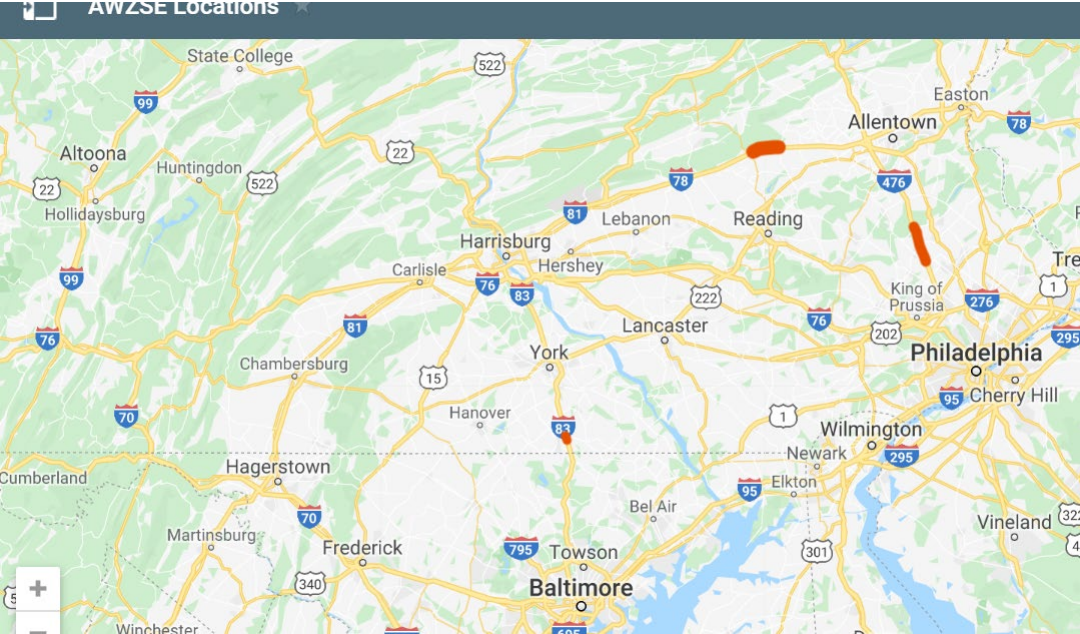 AWZSE Locations
State College
522
99
Easton
78
Allentown
22
Altoona
Huntingdon
522
22
78
476
Hollidaysburg
81
Lebanon
Reading
Harrisburg
Hershey
Carlisle
99
76
83
King of
Prussia
276
1
222
76
81
Lancaster
202
76
295
York
Philadelphia
Chambersburg
15
95
Cherry Hill
70
Hanover
83
1
Wilmington
Newark
295
Hagerstown
Cumberland
95
Elkton
Bel Air
70
Martinsburg
Frederick
795
Towson
301
Vineland
340
Baltimore
Winchester